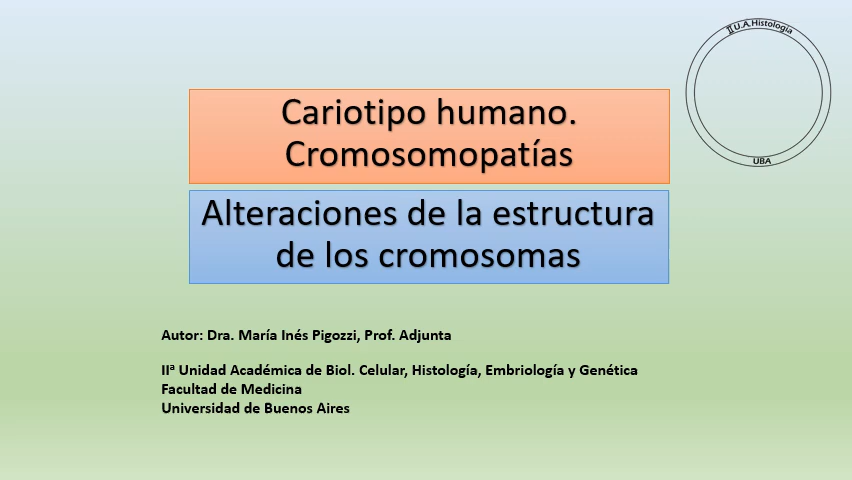 II U.A.Histología
UBA
Cariotipo humano.
Cromosomopatías
Alteraciones de la estructura
de los cromosomas
Autor: Dra. María Inés Pigozzi, Prof. Adjunta
IIª Unidad Académica de Biol. Celular, Histología, Embriología y Genética
Facultad de Medicina
Universidad de Buenos Aires